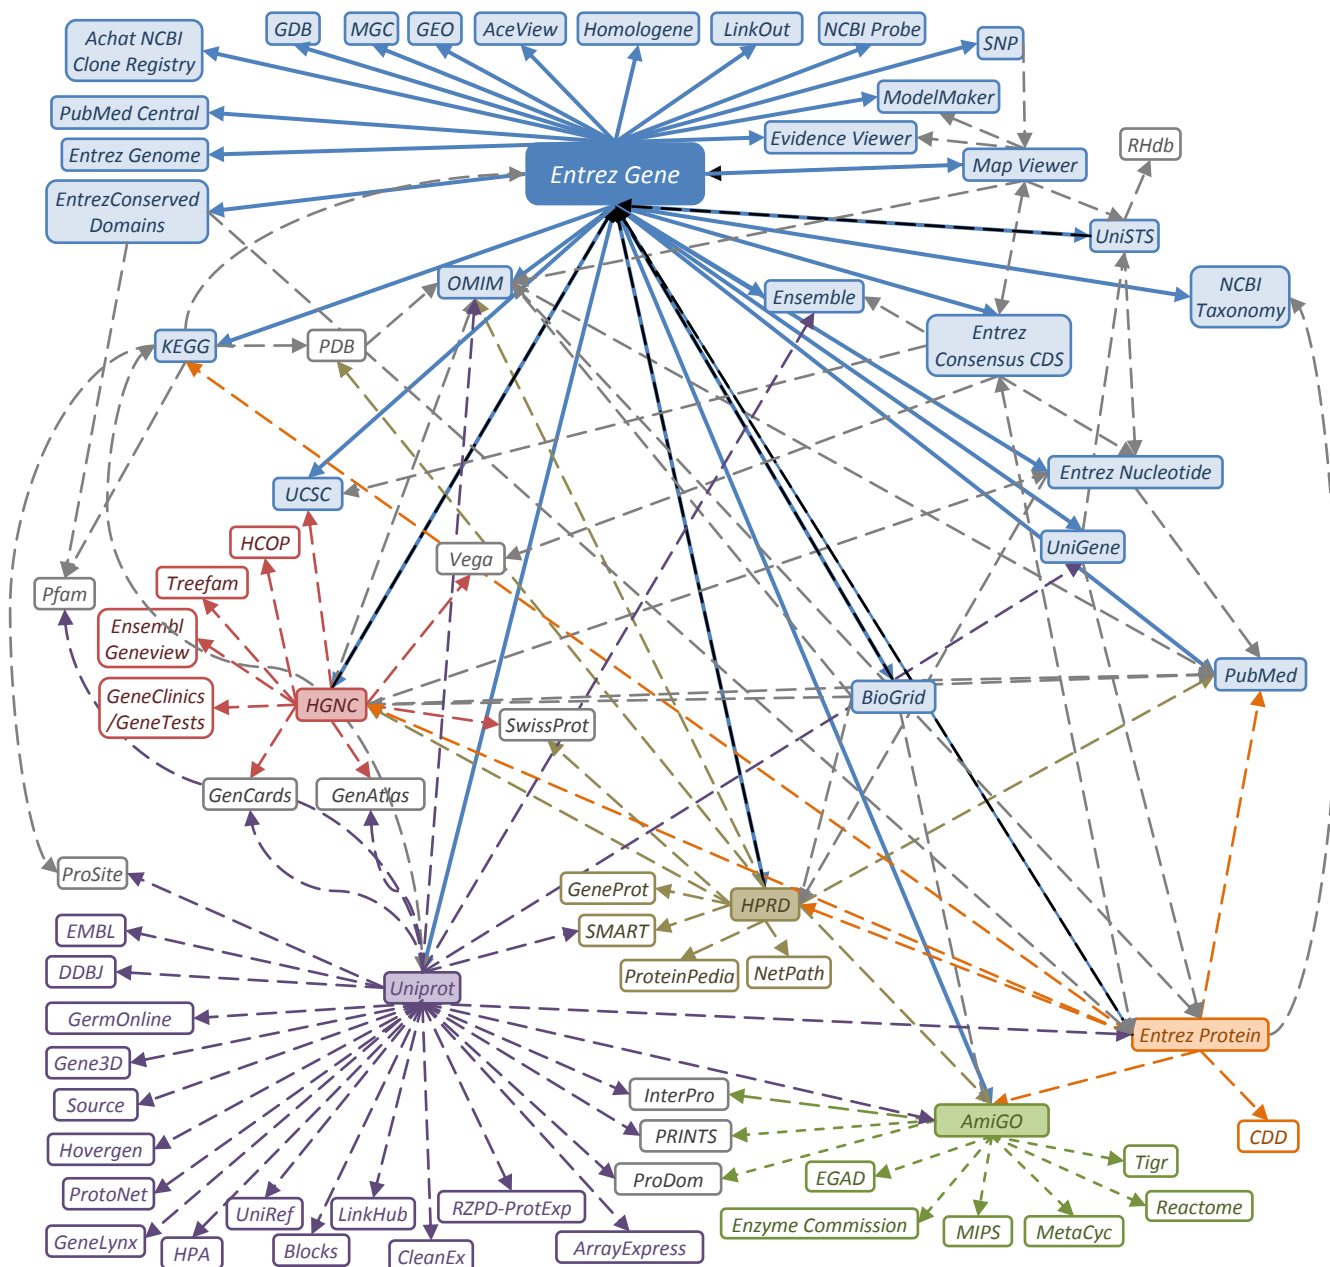 GDB
MGC
GEO
AceView
Homologene
LinkOut
NCBI Probe
SNP
Achat NCBI
Clone Registry
ModelMaker
PubMed Central
Evidence Viewer
RHdb
Entrez Genome
Map Viewer
Entrez Gene
EntrezConserved
Domains
UniSTS
OMIM
Ensemble
NCBI
Taxonomy
KEGG
PDB
Entrez
Consensus CDS
Entrez Nucleotide
UCSC
HCOP
Vega
UniGene
Treefam
Pfam
Ensembl
Geneview
PubMed
GeneClinics
/GeneTests
HGNC
BioGrid
SwissProt
GenCards
GenAtlas
ProSite
GeneProt
HPRD
EMBL
SMART
DDBJ
ProteinPedia
NetPath
Uniprot
GermOnline
Entrez Protein
Gene3D
Source
InterPro
AmiGO
PRINTS
CDD
Hovergen
Tigr
ProDom
EGAD
ProtoNet
UniRef
LinkHub
RZPD-ProtExp
Reactome
GeneLynx
HPA
Blocks
CleanEx
ArrayExpress
Enzyme Commission
MIPS
MetaCyc